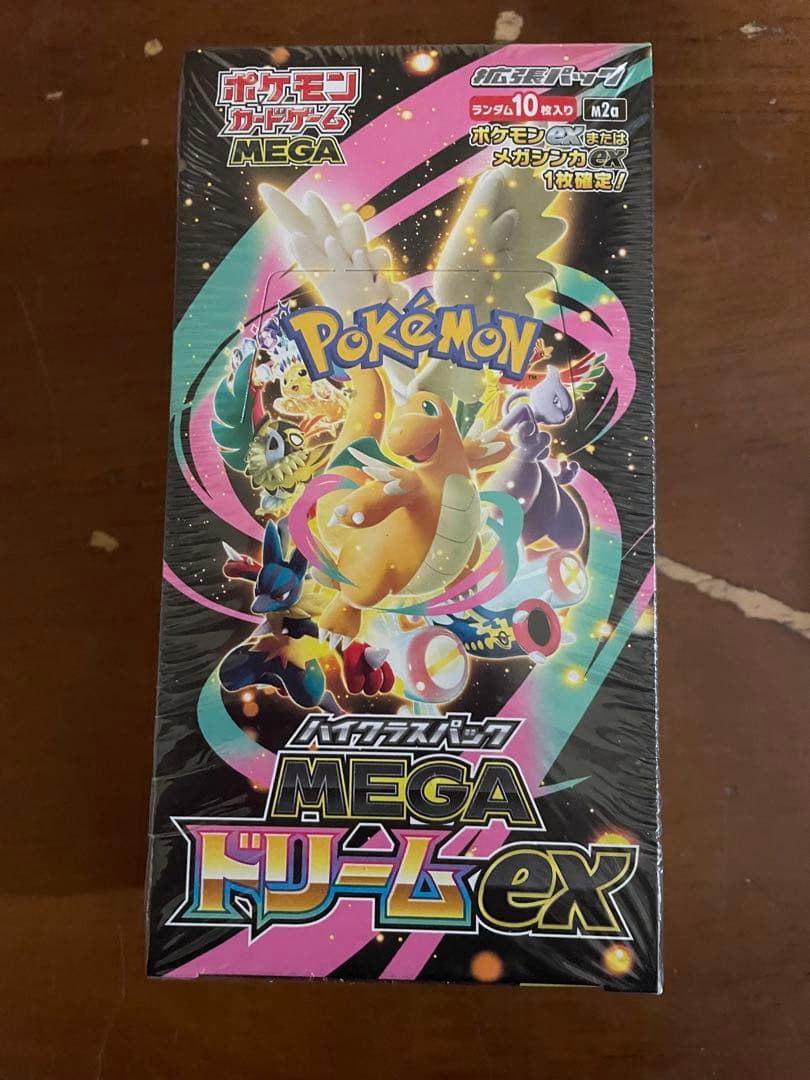 ポケモン
カードゲーム
MEGA
拡張パック
ランダム10枚入り M2a
ポケモンexまたは
メガシンカex
1枚確定!
POKéMON
TM
ハイクラスパック
MEGA
ドリームex